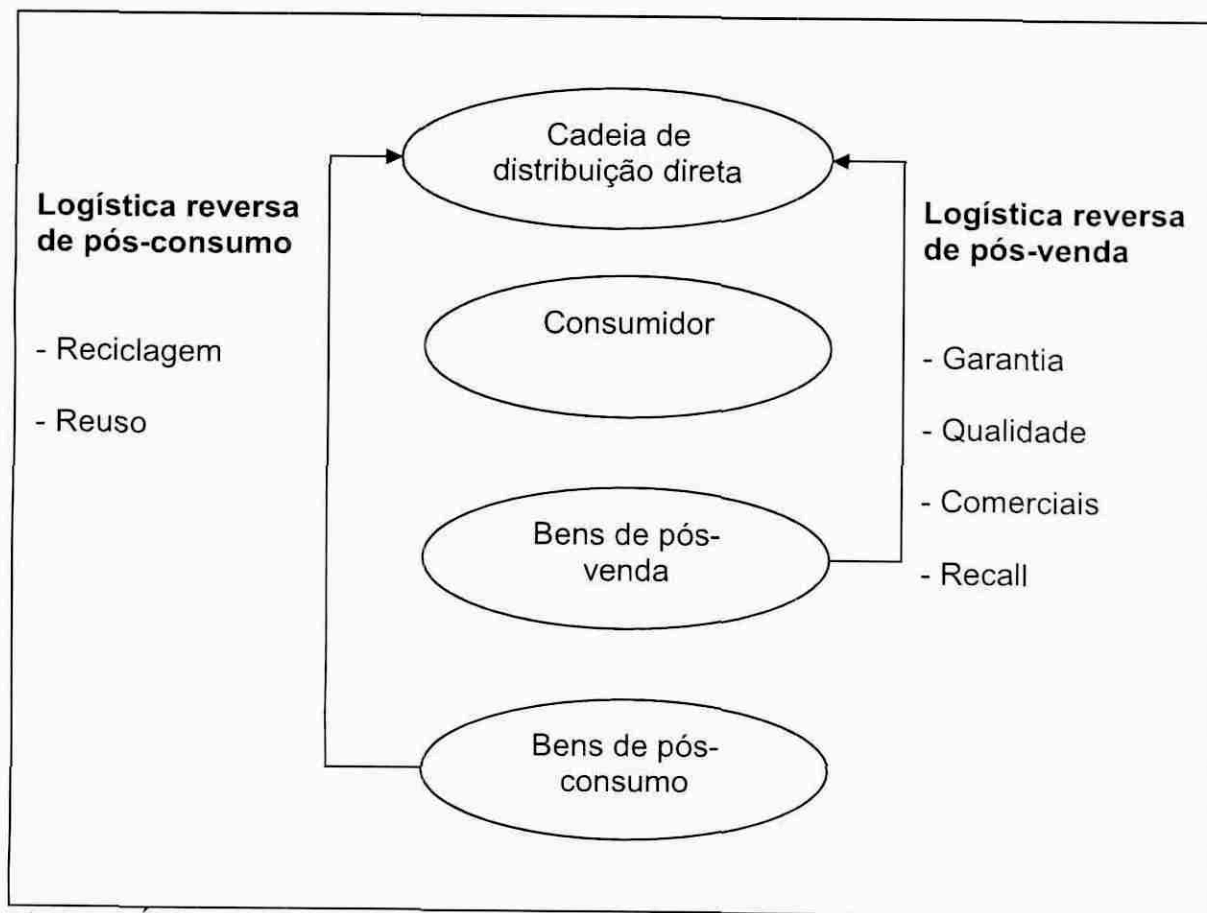 Cadeia de
distribuição direta
Logística reversa
de pós-consumo
- Reciclagem
- Reuso
Logística reversa
de pós-venda
- Garantia
- Qualidade
- Comerciais
- Recall
Consumidor
Bens de pós-
venda
Bens de pós-
consumo